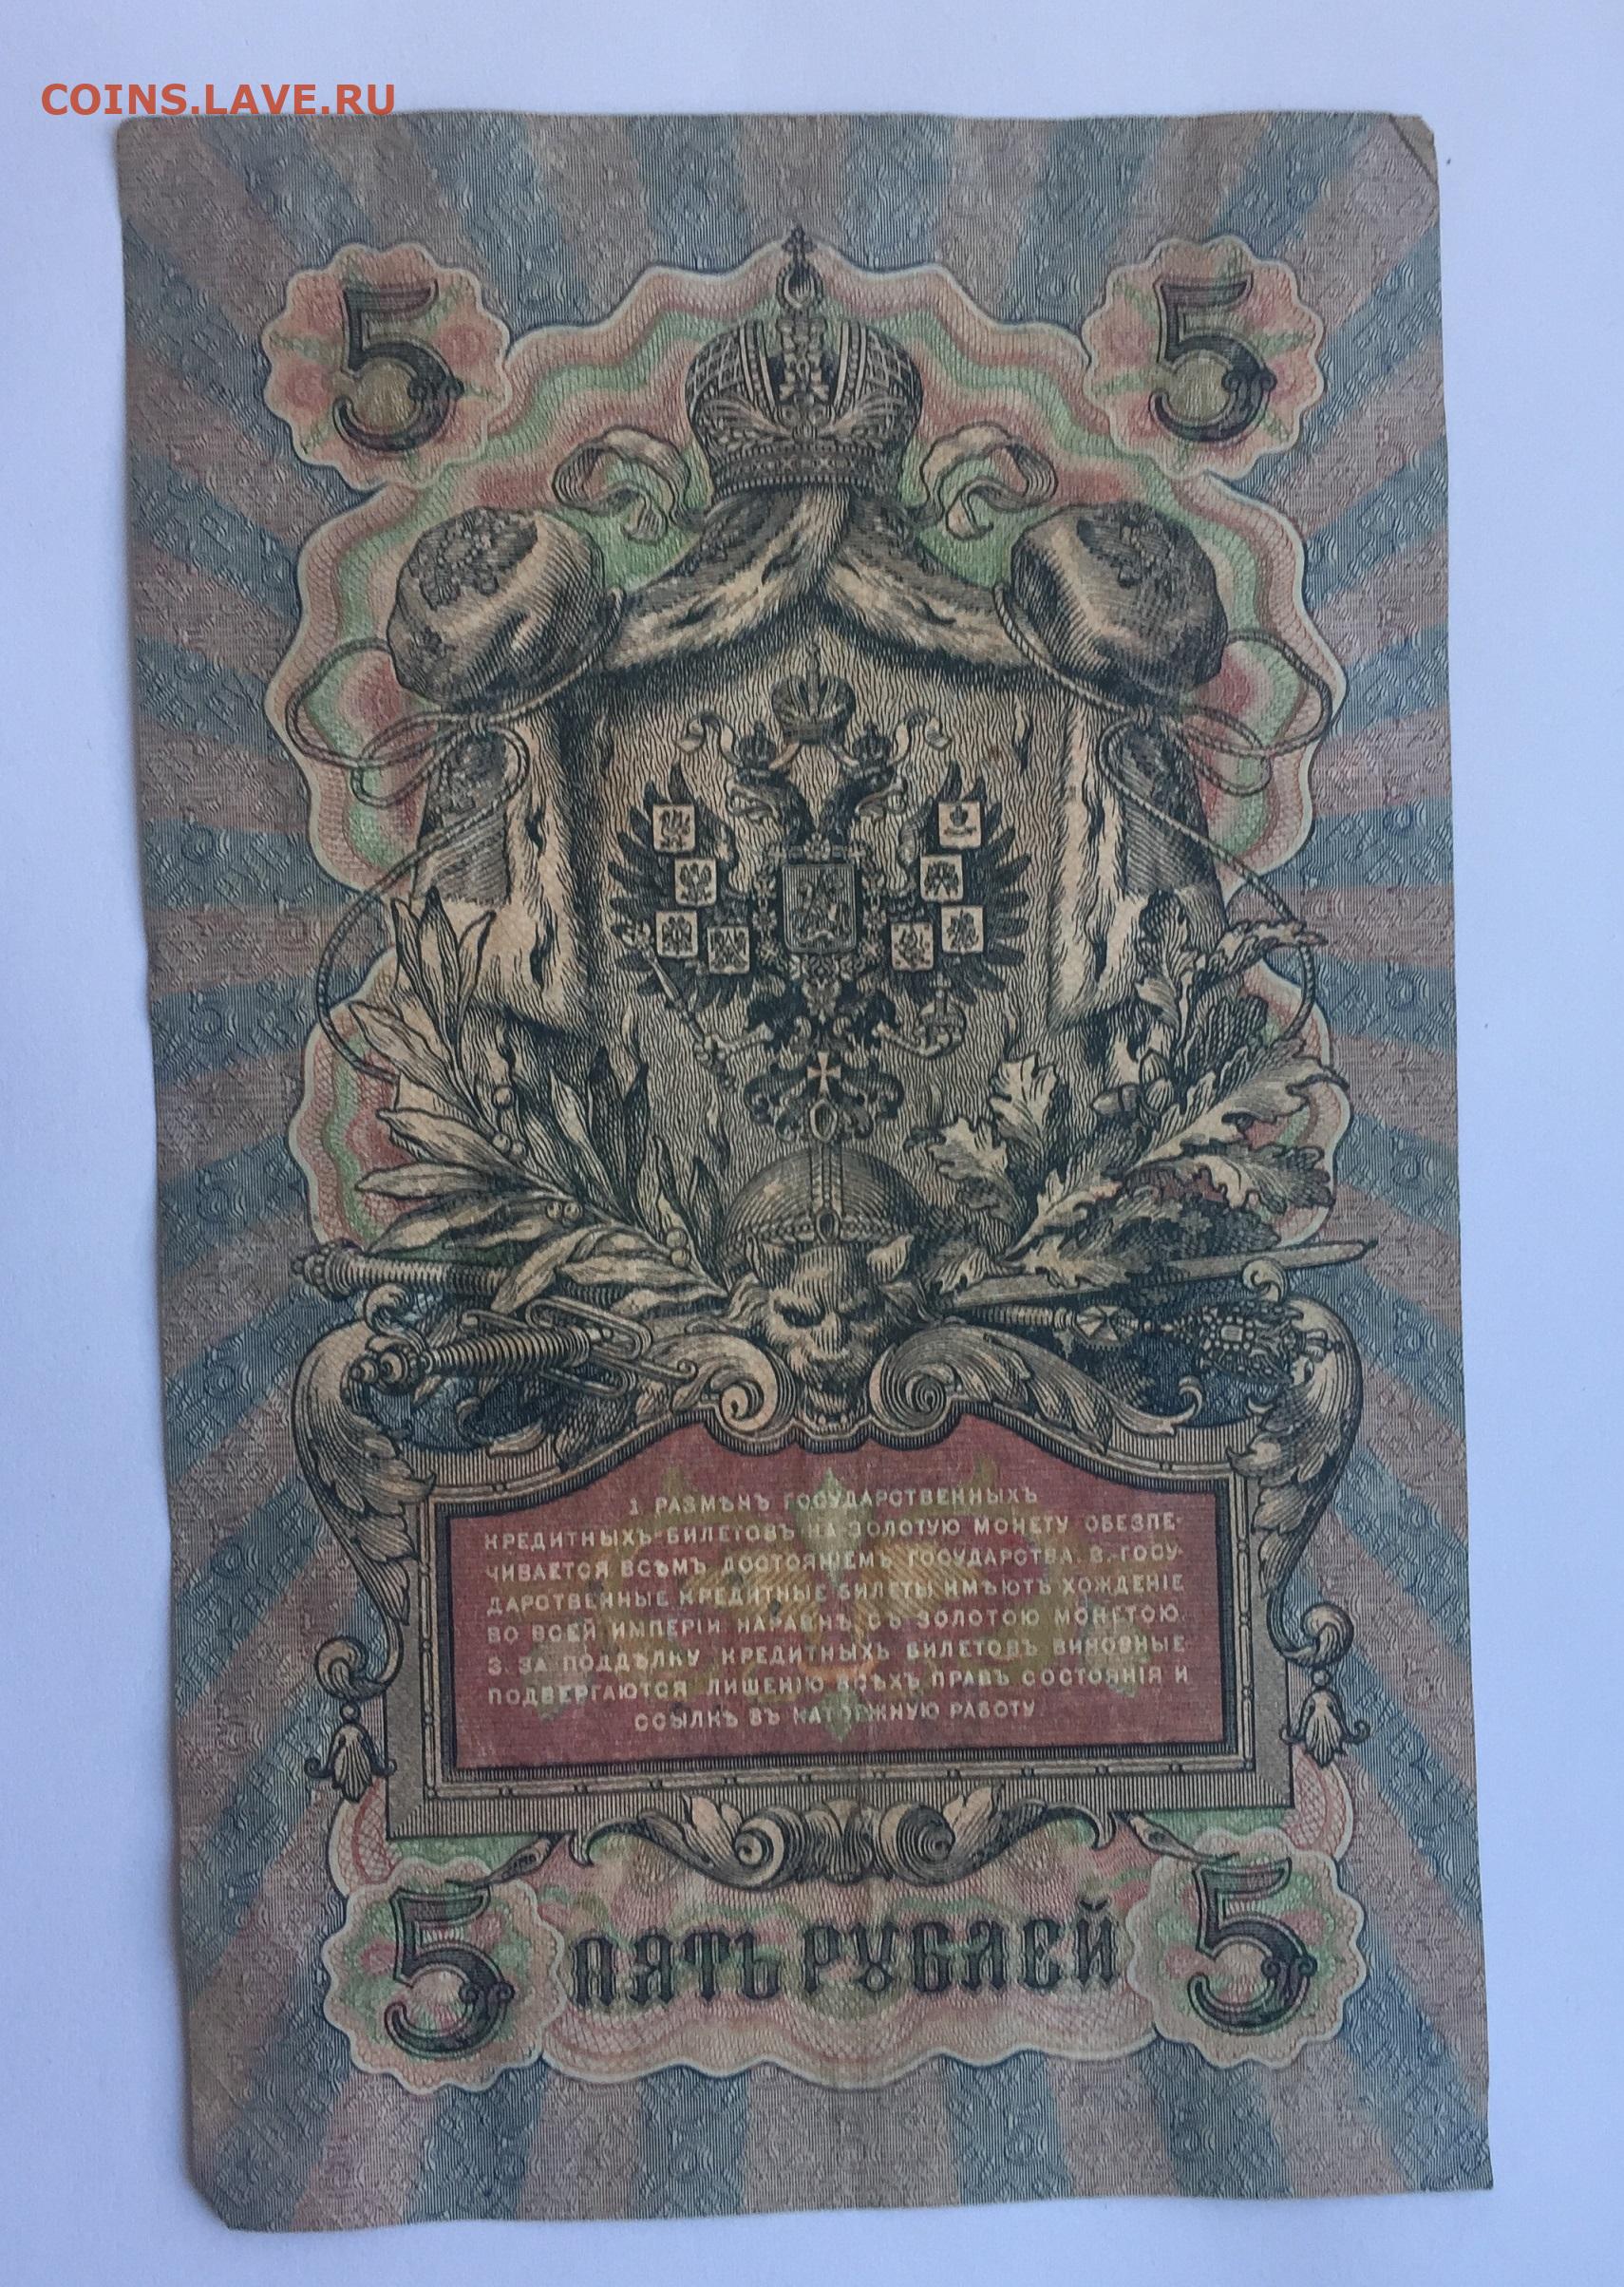 COINS.LAVE.RU
5 5
1. РАЗМѢНЪ ГОСУДАРСТВЕННЫХЪ
КРЕДИТНЫХЪ БИЛЕТОВЪ НА ЗОЛОТУЮ МОНЕТУ ОБЕЗПЕ-
ЧИВАЕТСЯ ВСѢМЪ ДОСТОЯНІЕМЪ ГОСУДАРСТВА. 2. ГОСУ-
ДАРСТВЕННЫЕ КРЕДИТНЫЕ БИЛЕТЫ ИМѢЮТЪ ХОЖДЕНІЕ
ВО ВСЕЙ ИМПЕРІИ НАРАВНѢ СЪ ЗОЛОТОЮ МОНЕТОЮ.
3. ЗА ПОДДѢЛКУ КРЕДИТНЫХЪ БИЛЕТОВЪ ВИНОВНЫЕ
ПОДВЕРГАЮТСЯ ЛИШЕНІЮ ВСѢХЪ ПРАВЪ СОСТОЯНІЯ И
ССЫЛКѢ ВЪ КАТОРЖНУЮ РАБОТУ.
5 ПЯТЬ РУБЛЕЙ 5